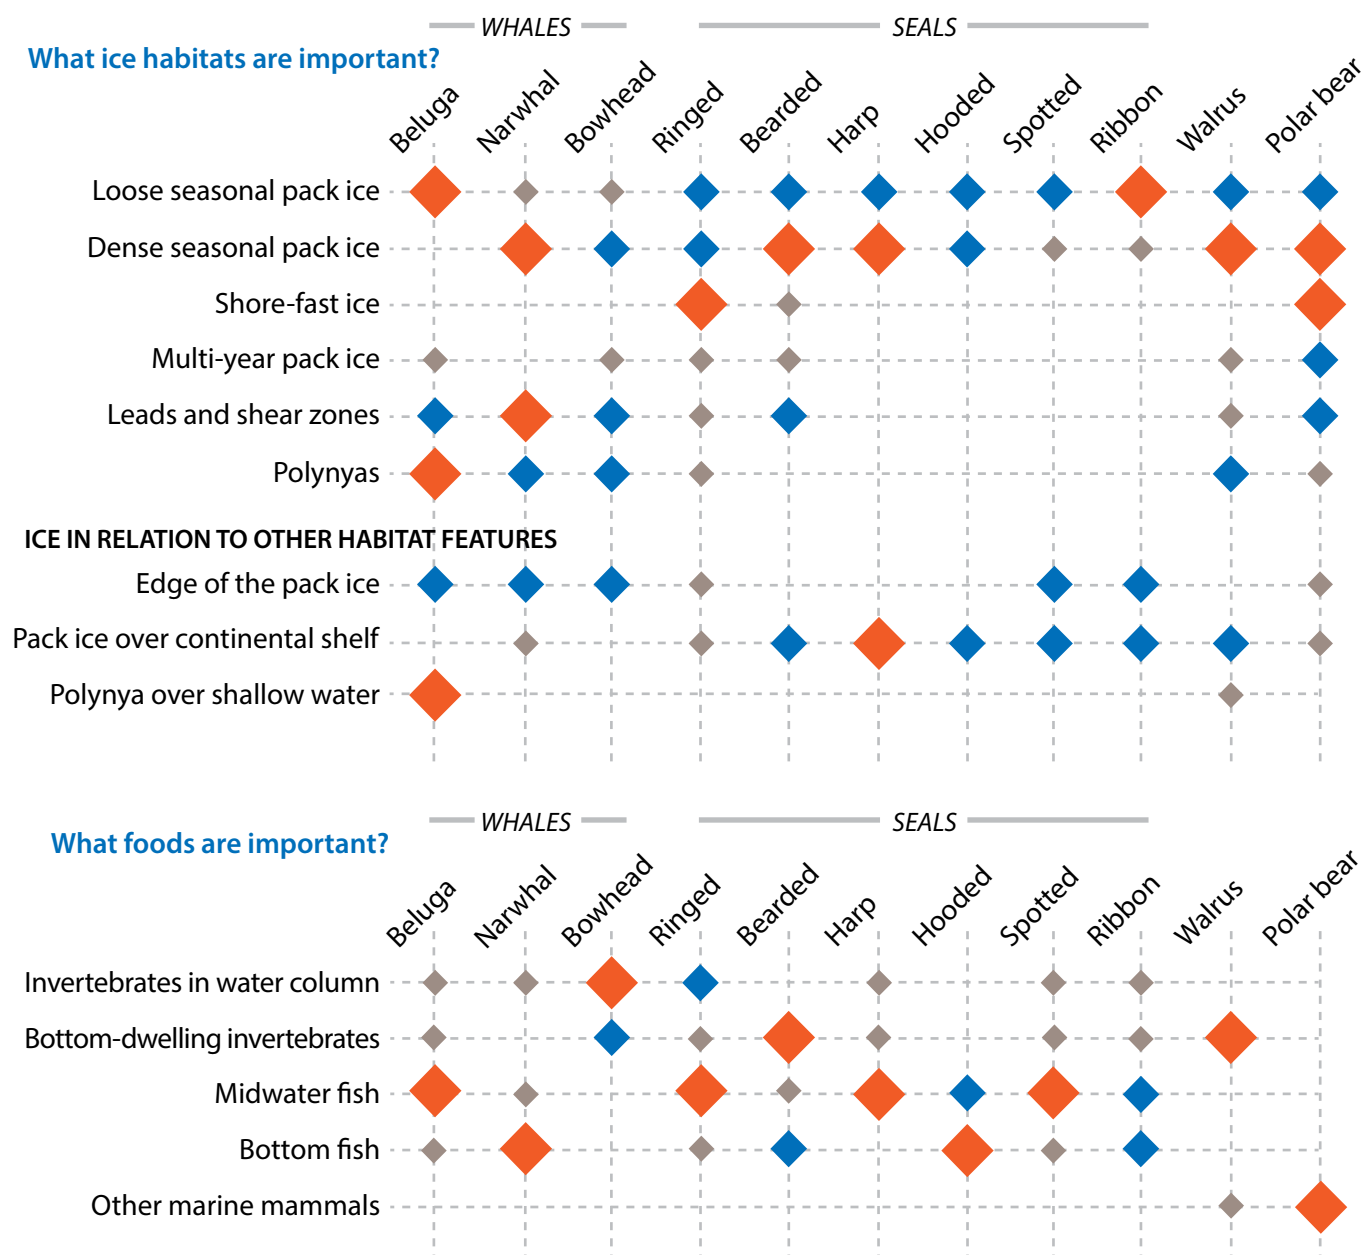 WHALES SEALS
What ice habitats are important?
Beluga Narwhal Bowhead Ringed Bearded Harp Hooded Spotted Ribbon Walrus Polar bear
Loose seasonal pack ice
Dense seasonal pack ice
Shore-fast ice
Multi-year pack ice
Leads and shear zones
Polynyas
ICE IN RELATION TO OTHER HABITAT FEATURES
Edge of the pack ice
Pack ice over continental shelf
Polynya over shallow water
WHALES SEALS
What foods are important?
Beluga Narwhal Bowhead Ringed Bearded Harp Hooded Spotted Ribbon Walrus Polar bear
Invertebrates in water column
Bottom-dwelling invertebrates
Midwater fish
Bottom fish
Other marine mammals